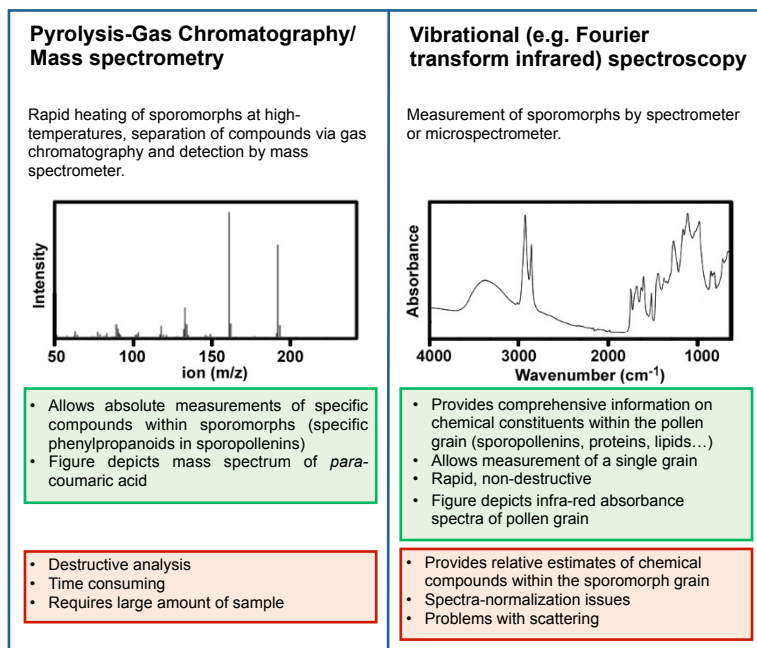 Pyrolysis-Gas Chromatography/
Mass spectrometry
Rapid heating of sporomorphs at high-
temperatures, separation of compounds via gas
chromatography and detection by mass
spectrometer.
Intensity
50 100 150 200
ion (m/z)
• Allows absolute measurements of specific
compounds within sporomorphs (specific
phenylpropanoids in sporopollenins)
• Figure depicts mass spectrum of para-
coumaric acid
• Destructive analysis
• Time consuming
• Requires large amount of sample
Vibrational (e.g. Fourier
transform infrared) spectroscopy
Measurement of sporomorphs by spectrometer
or microspectrometer.
Absorbance
4000 3000 2000 1000
Wavenumber (cm-1)
• Provides comprehensive information on
chemical constituents within the pollen
grain (sporopollenins, proteins, lipids…)
• Allows measurement of a single grain
• Rapid, non-destructive
• Figure depicts infra-red absorbance
spectra of pollen grain
• Provides relative estimates of chemical
compounds within the sporomorph grain
• Spectra-normalization issues
• Problems with scattering